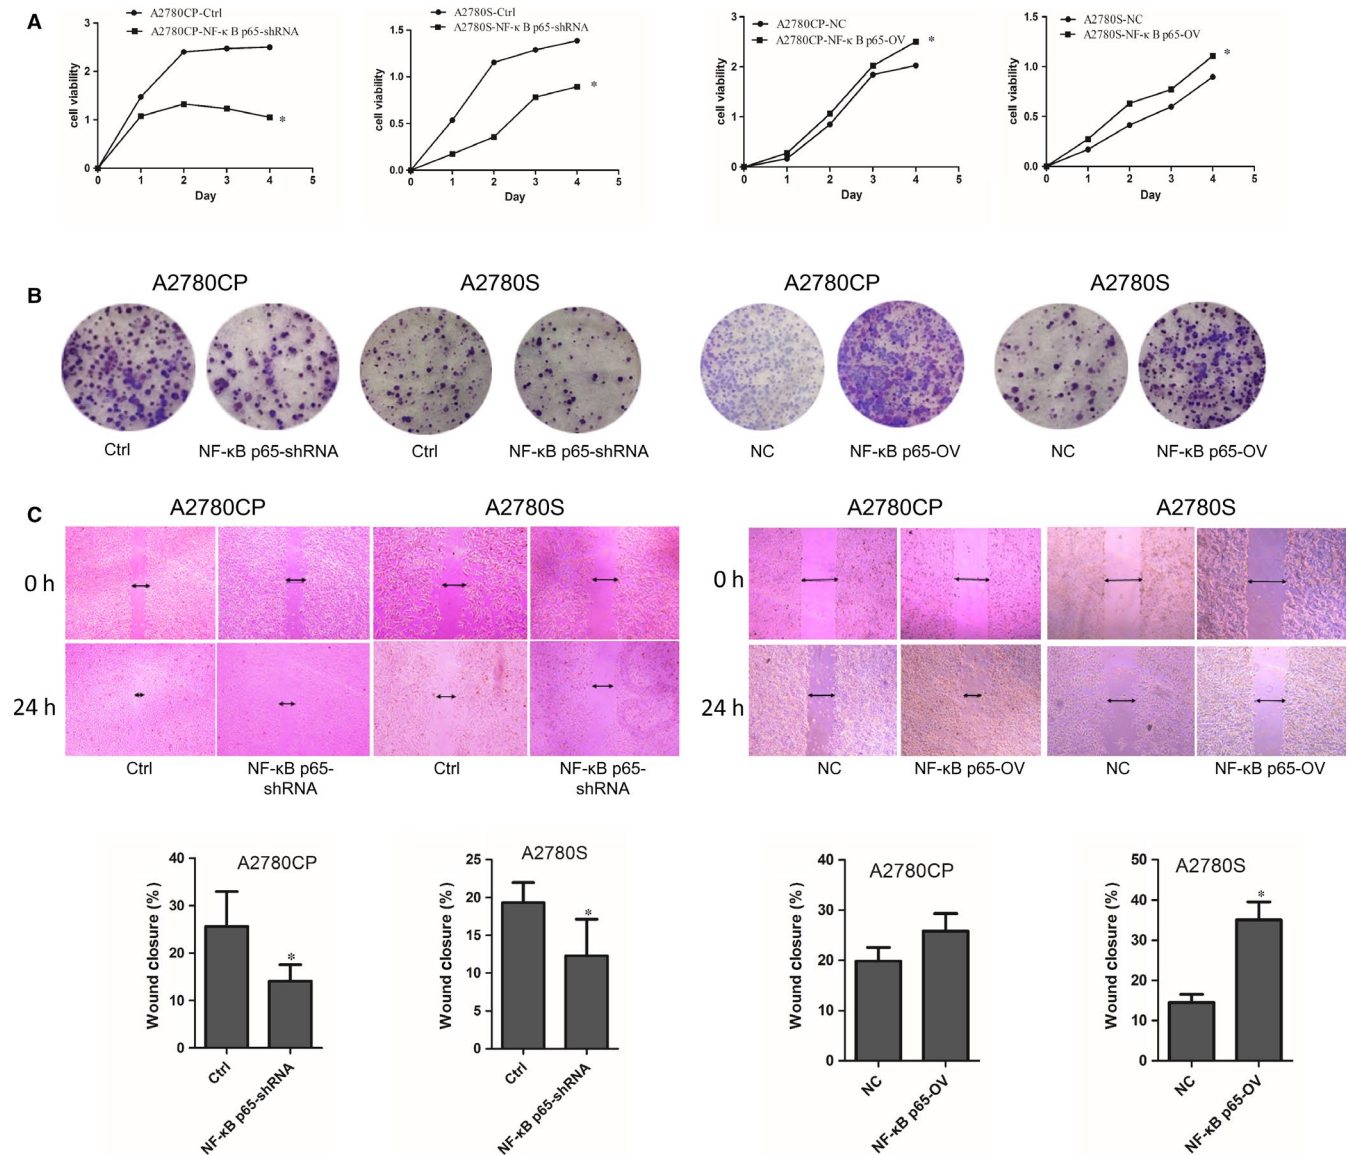 A
A2780CP-Ctrl
A2780CP-NF-κ B p65-shRNA
cell viability
3
2
1
0
0 1 2 3 4 5
Day
*
A2780S-Ctrl
A2780S-NF-κ B p65-shRNA
cell viability
1.5
1.0
0.5
0.0
0 1 2 3 4 5
Day
*
A2780CP-NC
A2780CP-NF-κ B p65-OV
cell viability
3
2
1
0
0 1 2 3 4 5
Day
*
A2780S-NC
A2780S-NF-κ B p65-OV
cell viability
1.5
1.0
0.5
0.0
0 1 2 3 4 5
Day
*
B
A2780CP A2780S A2780CP A2780S
Ctrl NF-κB p65-shRNA Ctrl NF-κB p65-shRNA NC NF-κB p65-OV NC NF-κB p65-OV
C
A2780CP A2780S A2780CP A2780S
0 h 0 h
24 h 24 h
Ctrl NF-κB p65-shRNA Ctrl NF-κB p65-shRNA NC NF-κB p65-OV NC NF-κB p65-OV
A2780CP
Wound closure (%)
40
30
20
10
0
*
Ctrl
NF-κB p65-shRNA
A2780S
Wound closure (%)
25
20
15
10
5
0
*
Ctrl
NF-κB p65-shRNA
A2780CP
Wound closure (%)
40
30
20
10
0
NC
NF-κB p65-OV
A2780S
Wound closure (%)
50
40
30
20
10
0
*
NC
NF-κB p65-OV